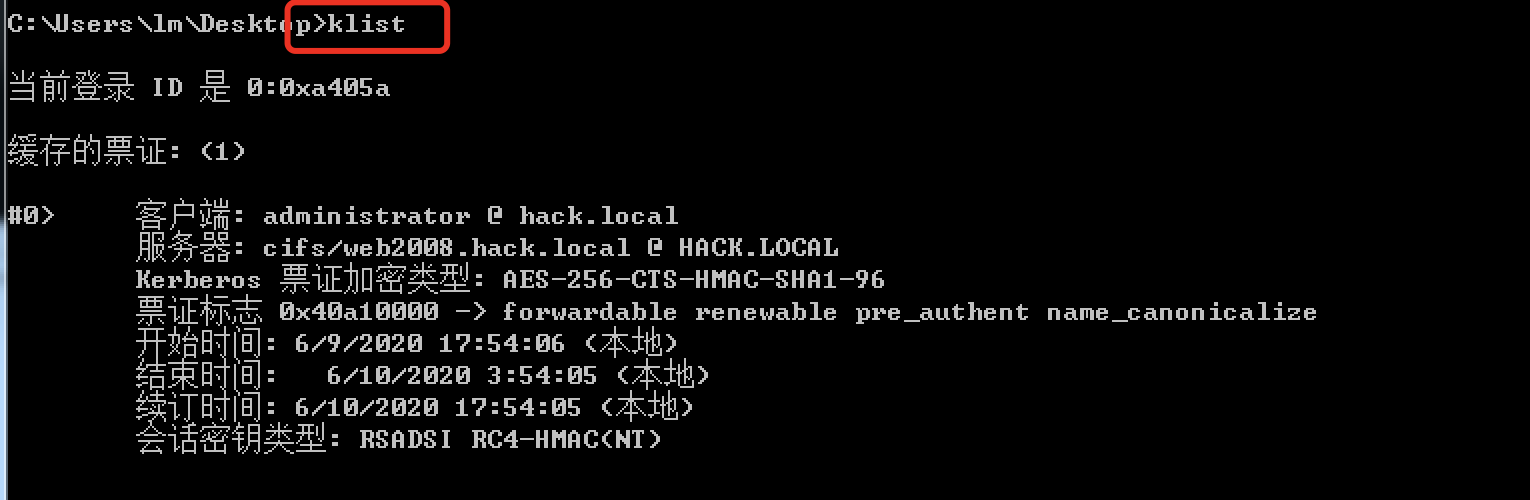 C:\Users\lm\Desktop>klist
当前登录 ID 是 0:0xa405a
缓存的票证: (1)
#0>     客户端: administrator @ hack.local
服务器: cifs/web2008.hack.local @ HACK.LOCAL
Kerberos 票证加密类型: AES-256-CTS-HMAC-SHA1-96
票证标志 0x40a10000 -> forwardable renewable pre_authent name_canonicalize
开始时间: 6/9/2020 17:54:06 (本地)
结束时间:   6/10/2020 3:54:05 (本地)
续订时间: 6/10/2020 17:54:05 (本地)
会话密钥类型: RSADSI RC4-HMAC(NT)